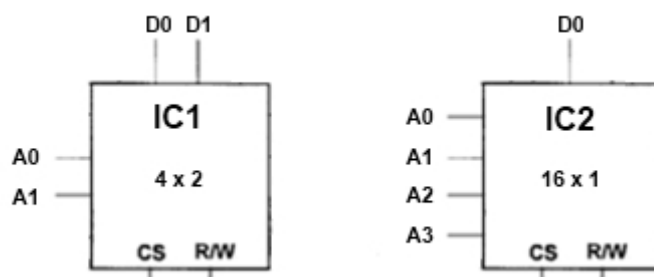 D0 D1
IC1
A0
A1
4 x 2
CS R/W
D0
IC2
A0
A1
A2
A3
16 x 1
CS R/W